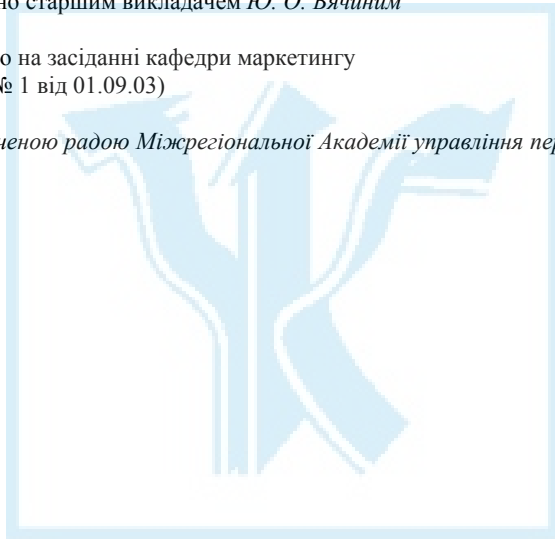 но старшим викладачем Ю. О. Вячиним
о на засіданні кафедри маркетингу
№ 1 від 01.09.03)
ченою радою Міжрегіональної Академії управління пер